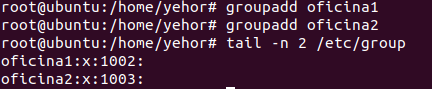 root@ubuntu:/home/yehor# groupadd oficina1
root@ubuntu:/home/yehor# groupadd oficina2
root@ubuntu:/home/yehor# tail -n 2 /etc/group
oficina1:x:1002:
oficina2:x:1003: